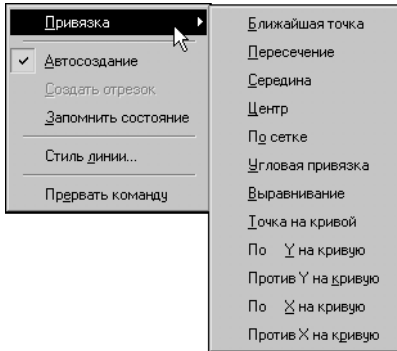 Привязка
Автосоздание
Создать отрезок
Запомнить состояние
Стиль линии...
Прервать команду
Ближайшая точка
Пересечение
Середина
Центр
По сетке
Угловая привязка
Выравнивание
Точка на кривой
По Y на кривую
Против Y на кривую
По X на кривую
Против X на кривую